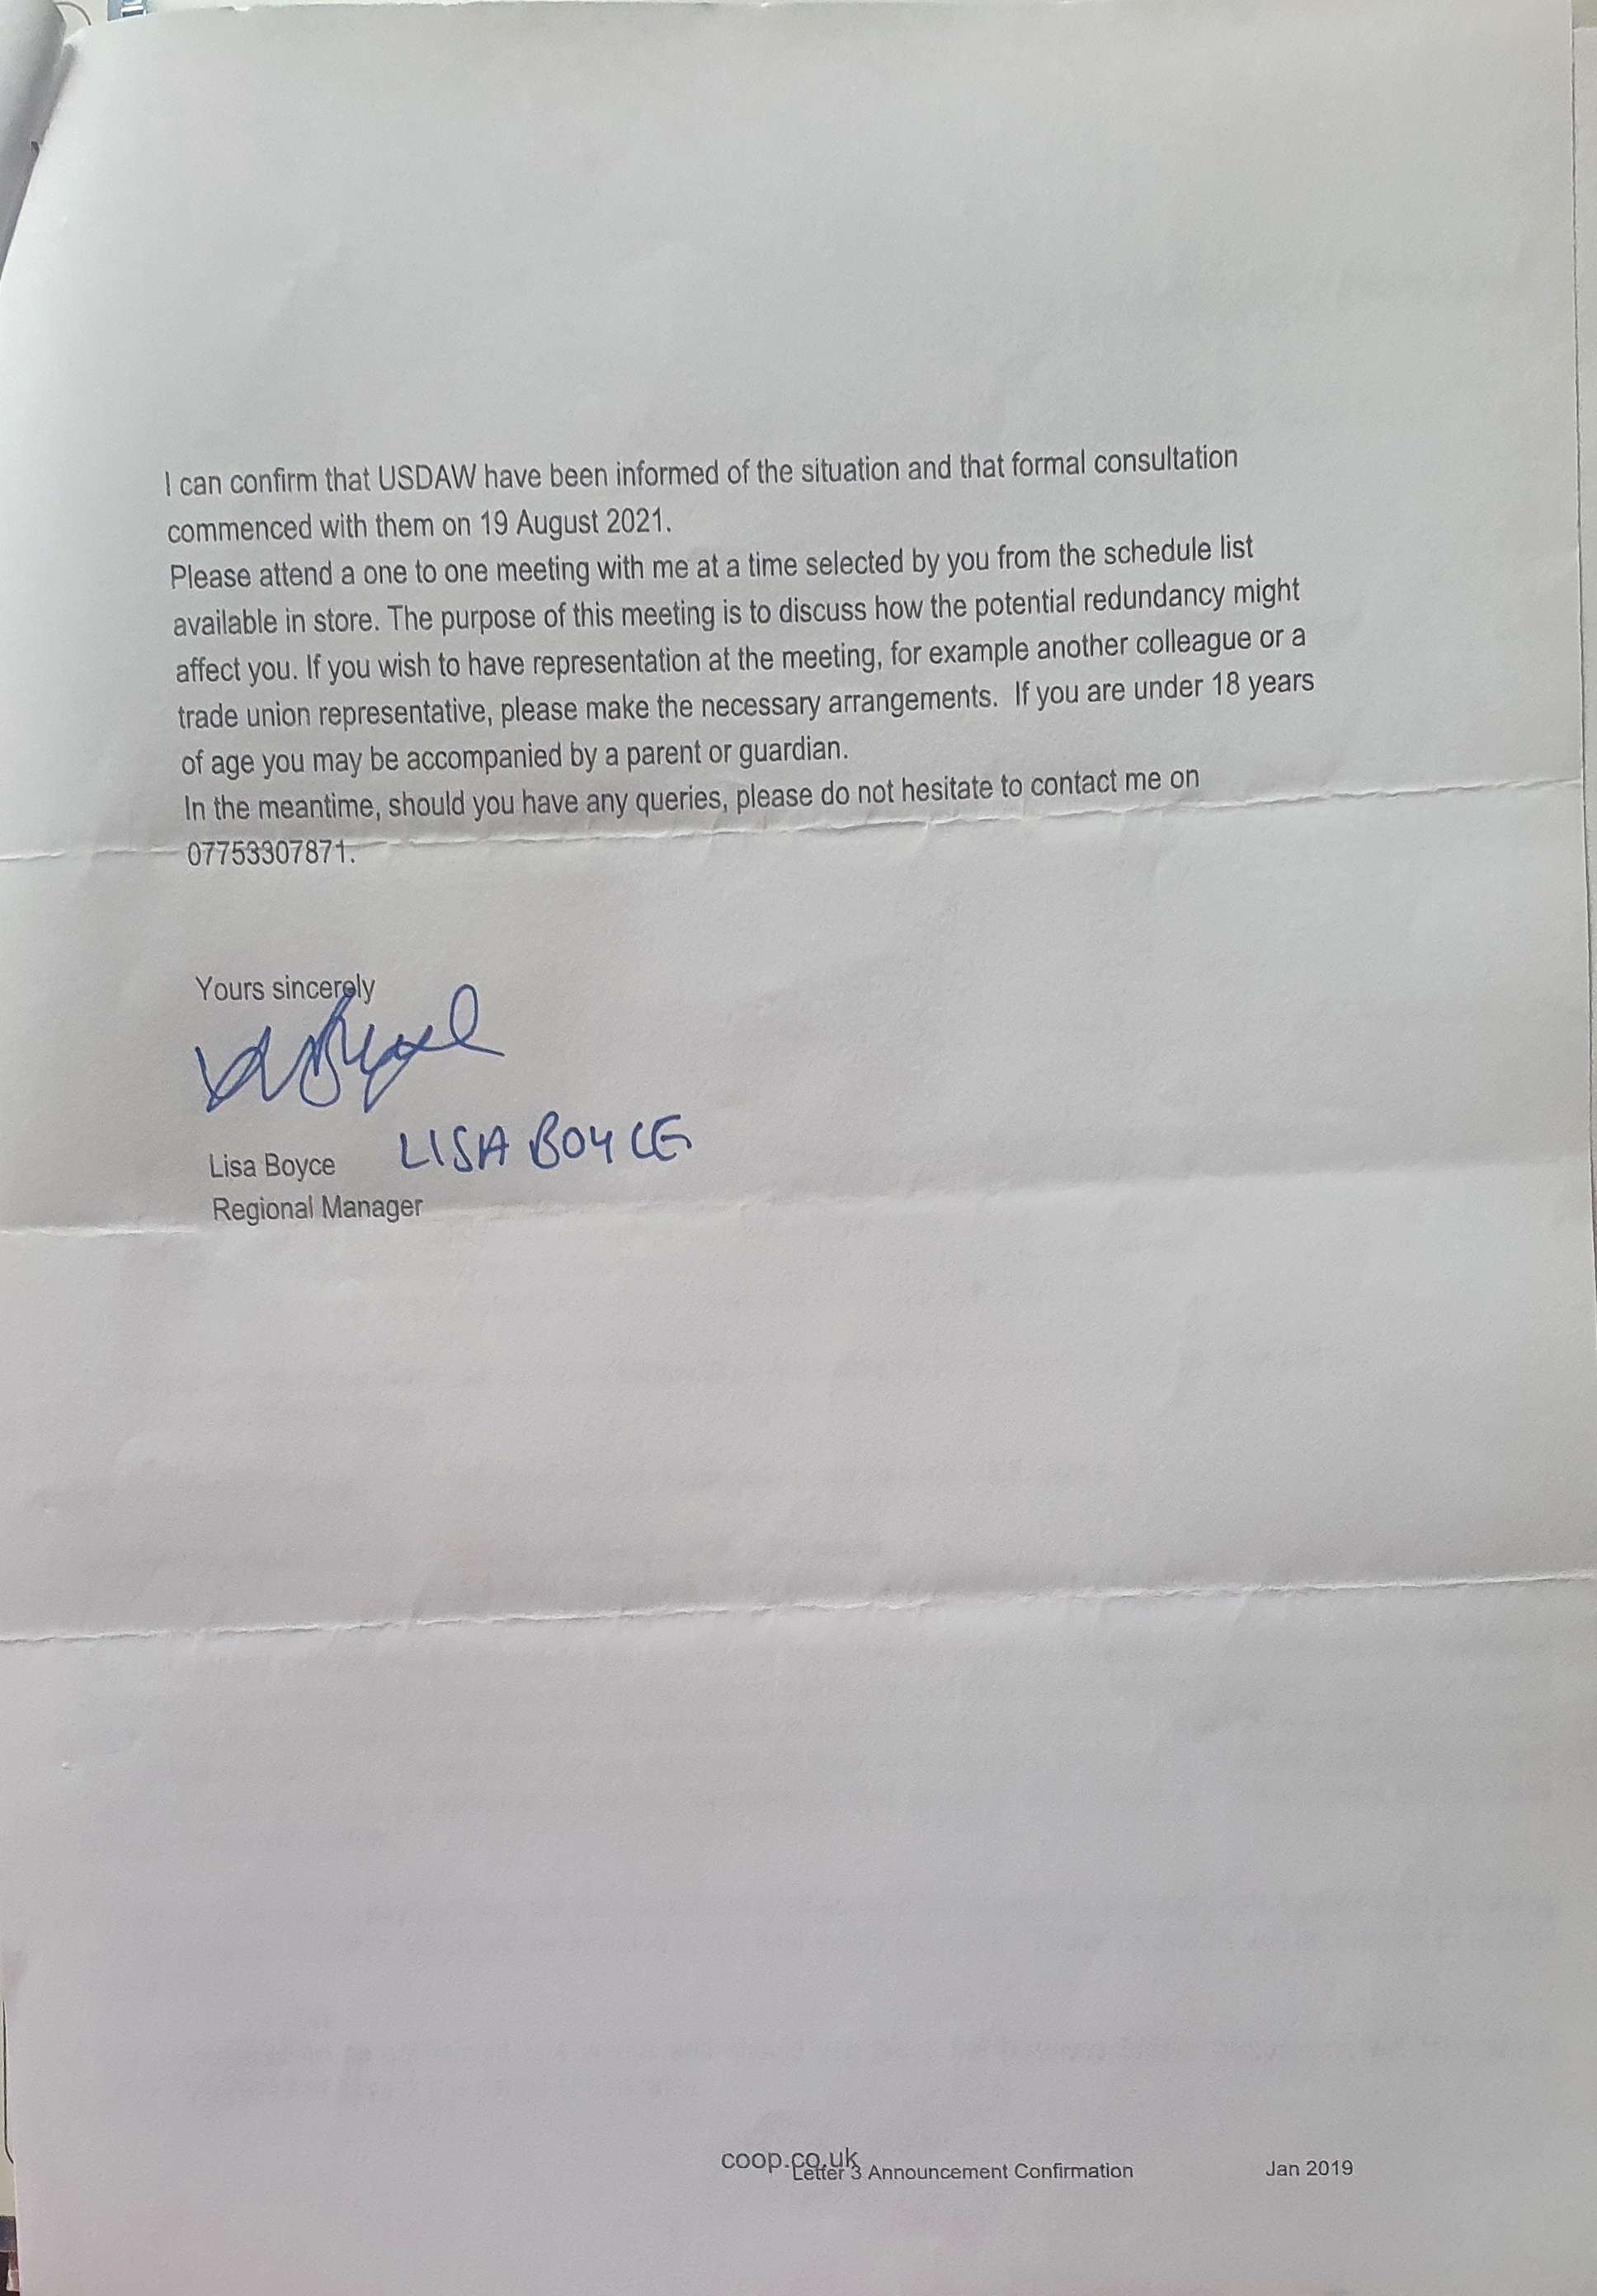 I can confirm that USDAW have been informed of the situation and that formal consultation
commenced with them on 19 August 2021.
Please attend a one to one meeting with me at a time selected by you from the schedule list
available in store. The purpose of this meeting is to discuss how the potential redundancy might
affect you. If you wish to have representation at the meeting, for example another colleague or a
trade union representative, please make the necessary arrangements.  If you are under 18 years
of age you may be accompanied by a parent or guardian.
In the meantime, should you have any queries, please do not hesitate to contact me on
07753307871.
Yours sincerely
Lisa Boyce LISA BOYCE
Regional Manager
coop.co.uk
Letter 3 Announcement Confirmation Jan 2019